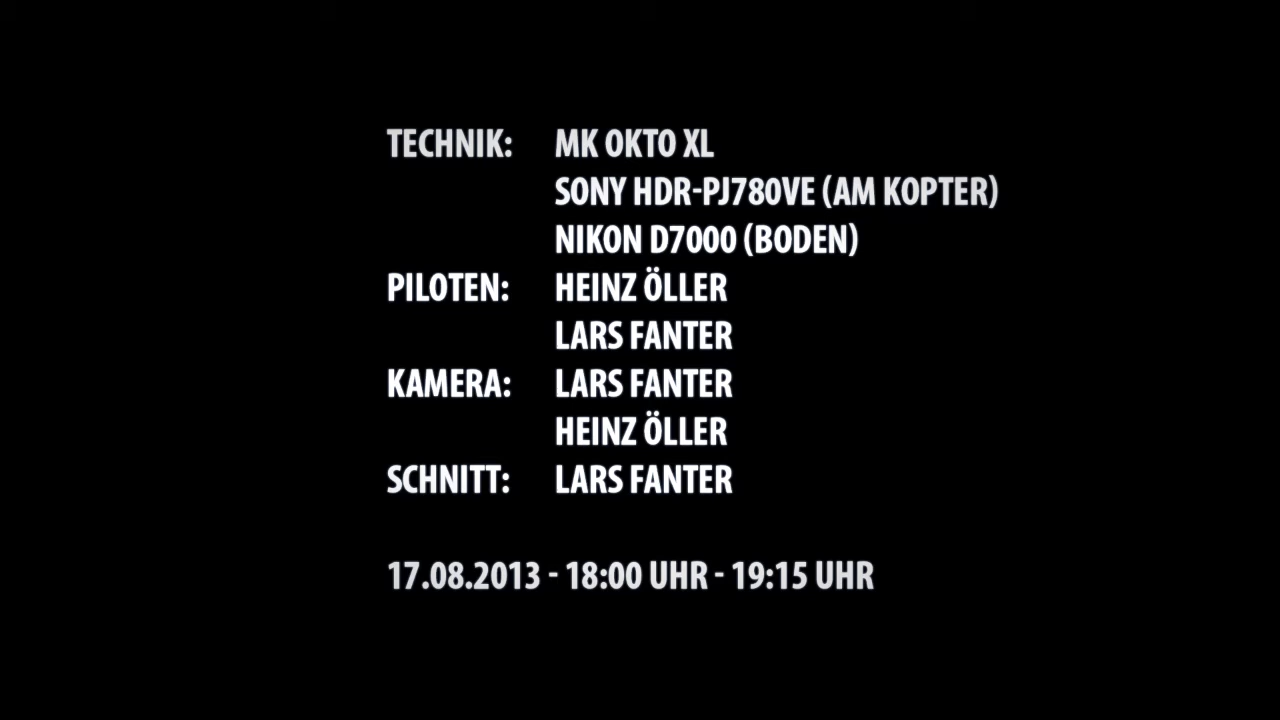 TECHNIK: MK OKTO XL
SONY HDR-PJ780VE (AM KOPTER)
NIKON D7000 (BODEN)
PILOTEN: HEINZ ÖLLER
LARS FANTER
KAMERA: LARS FANTER
HEINZ ÖLLER
SCHNITT: LARS FANTER
17.08.2013 - 18:00 UHR - 19:15 UHR